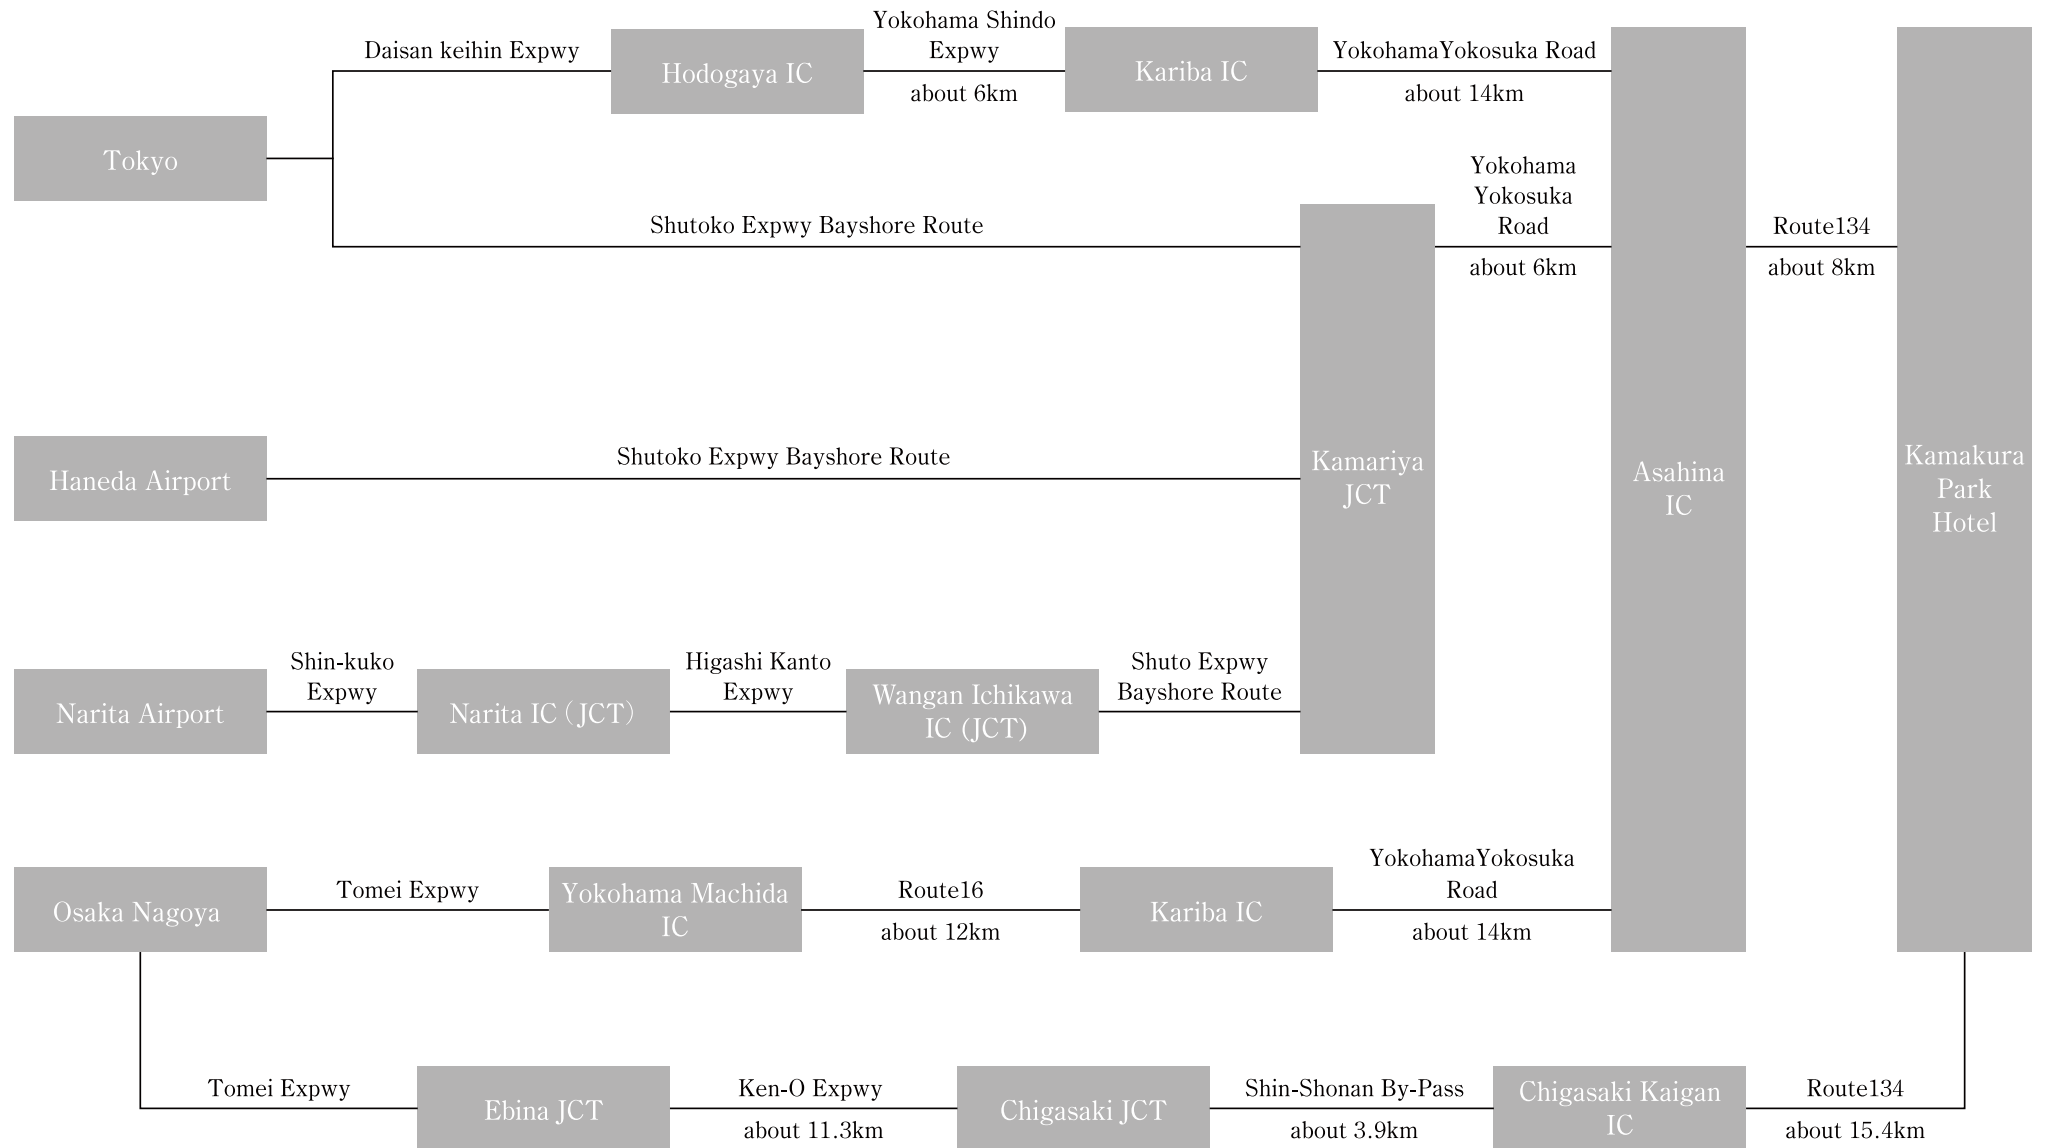 Daisan keihin Expwy
Hodogaya IC
Yokohama Shindo
Expwy
about 6km
Kariba IC
YokohamaYokosuka Road
about 14km
Tokyo
Shutoko Expwy Bayshore Route
Yokohama
Yokosuka
Road
about 6km
Route134
about 8km
Haneda Airport
Shutoko Expwy Bayshore Route
Kamariya
JCT
Asahina
IC
Kamakura
Park
Hotel
Narita Airport
Shin-kuko
Expwy
Narita IC（JCT）
Higashi Kanto
Expwy
Wangan Ichikawa
IC (JCT)
Shuto Expwy
Bayshore Route
Osaka Nagoya
Tomei Expwy
Yokohama Machida
IC
Route16
about 12km
Kariba IC
YokohamaYokosuka
Road
about 14km
Tomei Expwy
Ebina JCT
Ken-O Expwy
about 11.3km
Chigasaki JCT
Shin-Shonan By-Pass
about 3.9km
Chigasaki Kaigan
IC
Route134
about 15.4km